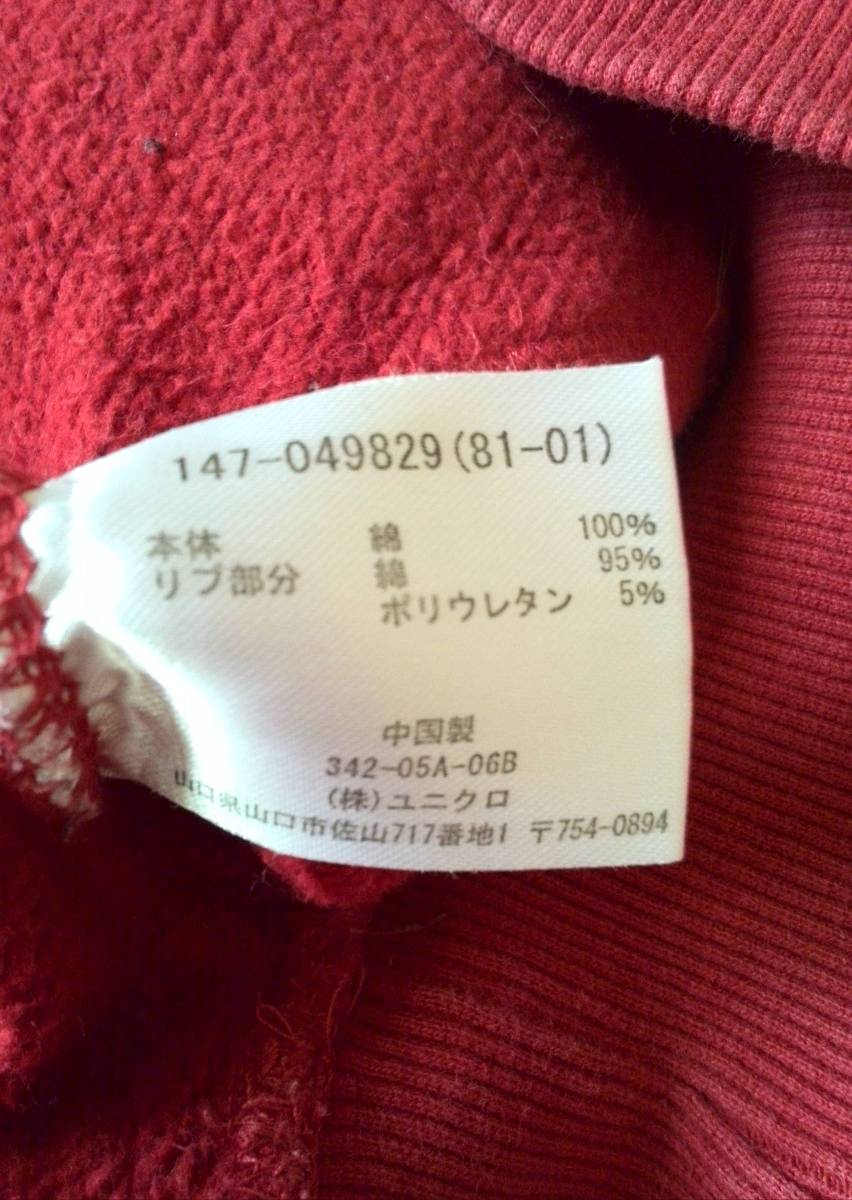 147-049829(81-01)
本体 綿 100%
リブ部分 綿 95%
ポリウレタン 5%
中国製
342-05A-06B
(株)ユニクロ
山口県山口市佐山717番地1 〒754-0894